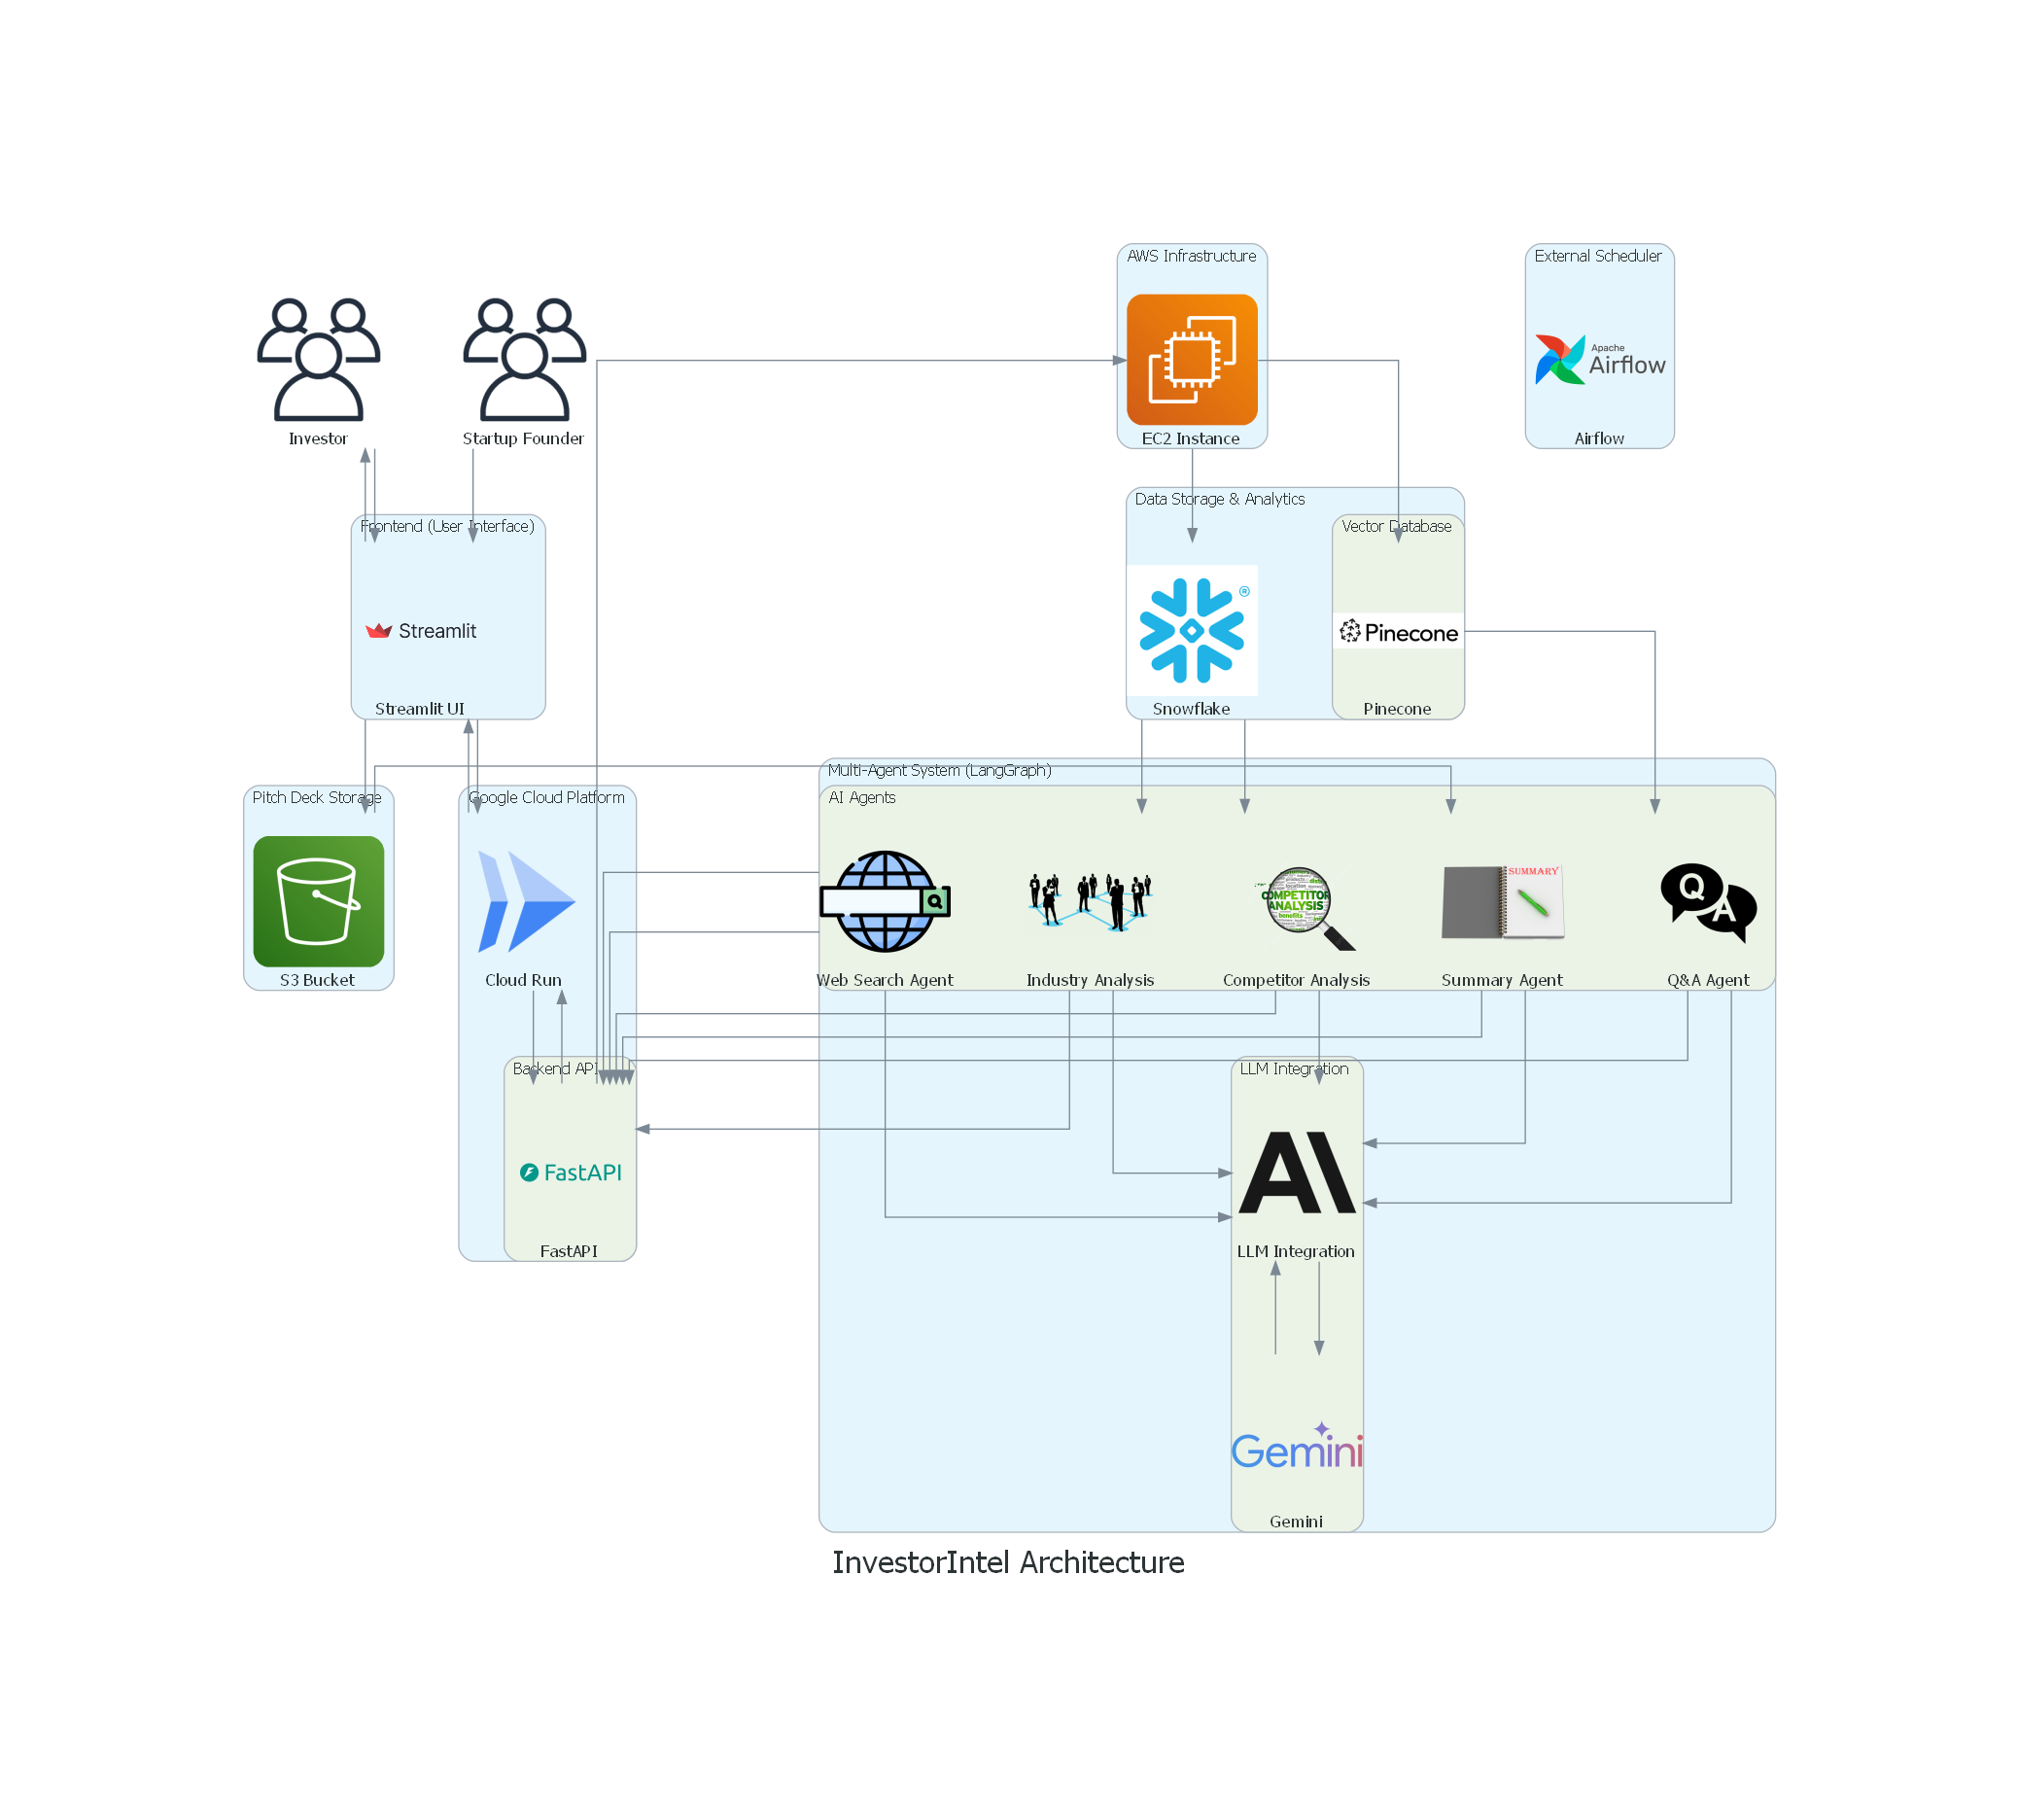 AWS Infrastructure
External Scheduler
Apache
Airflow
Investor
Startup Founder
EC2 Instance
Airflow
Data Storage & Analytics
Frontend (User Interface)
Vector Database
®
Streamlit
Pinecone
Streamlit UI
Snowflake
Pinecone
Multi-Agent System (LangGraph)
Pitch Deck Storage
Google Cloud Platform
AI Agents
SUMMARY
Q
A
COMPETITOR
ANALYSIS
benefits
location
S3 Bucket
Cloud Run
Web Search Agent
Industry Analysis
Competitor Analysis
Summary Agent
Q&A Agent
Backend API
LLM Integration
FastAPI
AI
FastAPI
LLM Integration
Gemini
Gemini
InvestorIntel Architecture